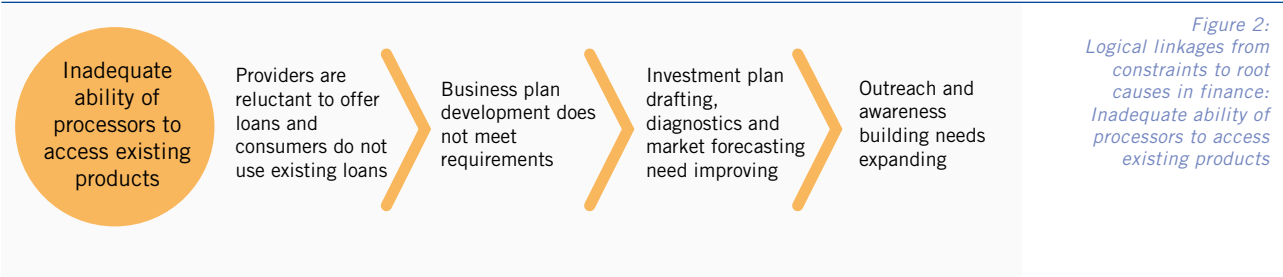 Inadequate
ability of
processors to
access existing
products
Providers are
reluctant to offer
loans and
consumers do not
use existing loans
Business plan
development does
not meet
requirements
Investment plan
drafting,
diagnostics and
market forecasting
need improving
Outreach and
awareness
building needs
expanding
Figure 2:
Logical linkages from
constraints to root
causes in finance:
Inadequate ability of
processors to access
existing products